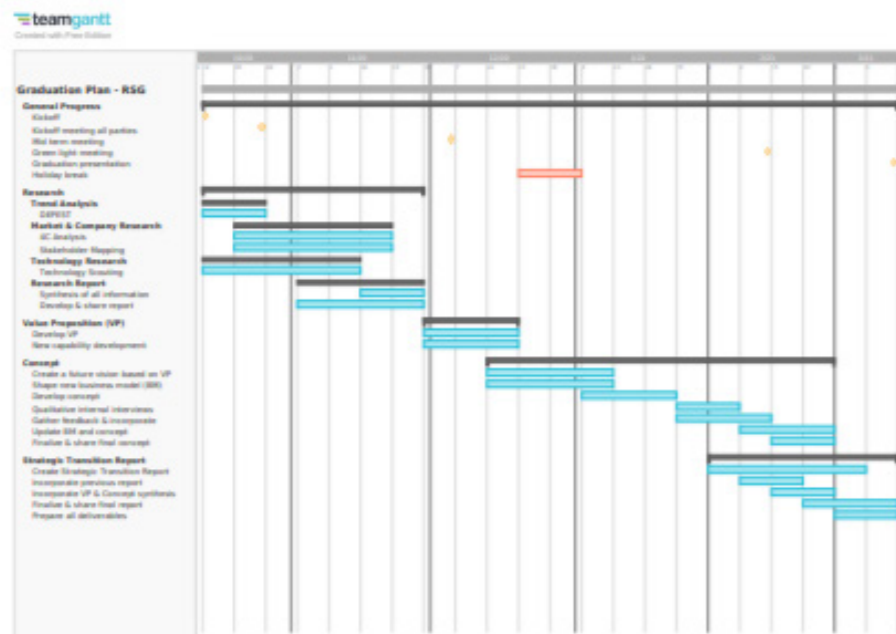 teamgantt
Created with Free Edition
Graduation Plan - RSG
General Progress
Kickoff
Kickoff meeting all parties
Mid term meeting
Green light meeting
Graduation presentation
Holiday break
Research
Trend Analysis
DEPEST
Market & Company Research
Analysis
Stakeholder Mapping
Technology Research
Technology Scouting
Research Report
Synthesis of all information
Develop & share report
Value Proposition (VP)
Develop VP
New capability development
Concept
Create a future vision based on VP
Shape new business model (BM)
Develop concept
Qualitative internal interviews
Gather feedback & incorporate
Update BM and concept
Finalize & share final concept
Strategic Transition Report
Create Strategic Transition Report
Incorporate previous report
Incorporate VP & Concept synthesis
Finalize & share final report
Prepare all deliverables